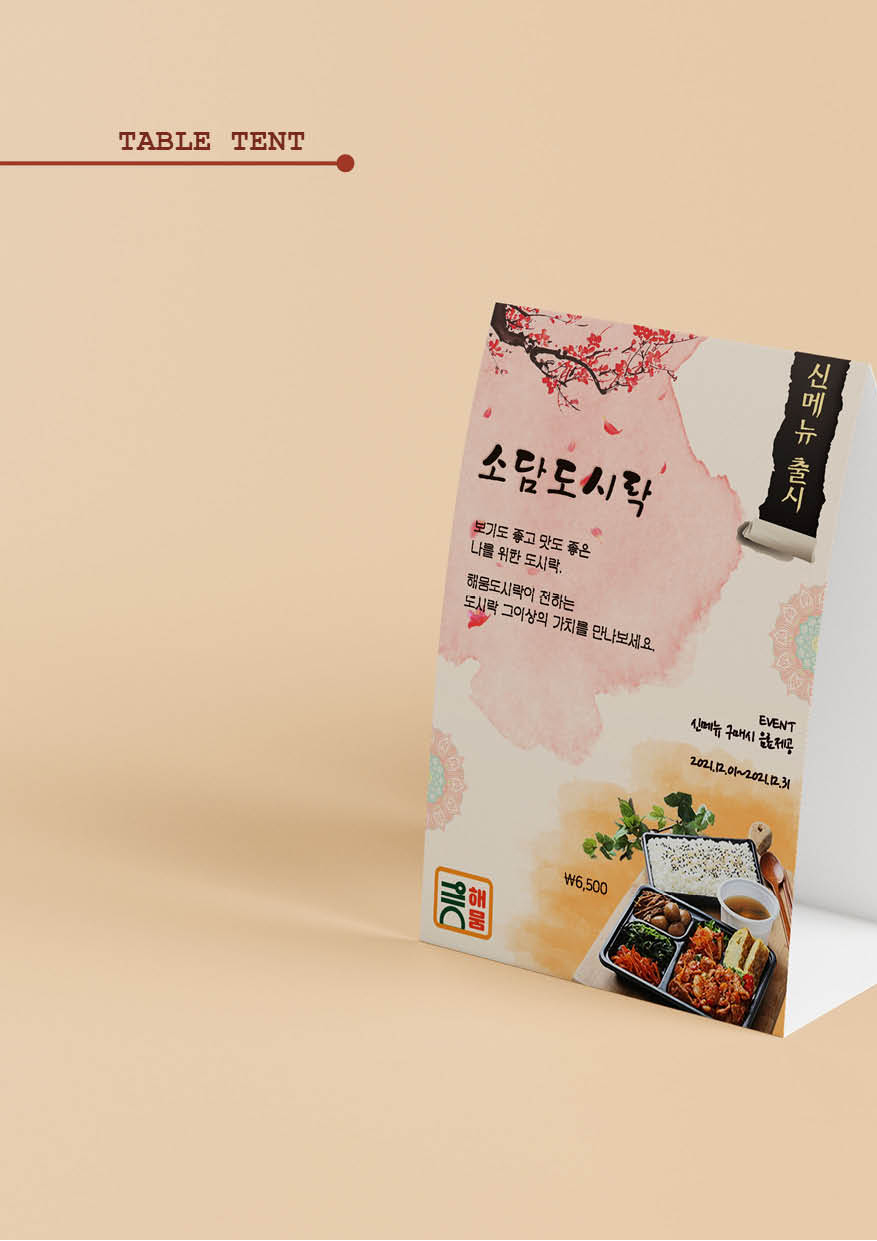 TABLE TENT
신메뉴 출시
소담도시락
보기도 좋고 맛도 좋은
나를 위한 도시락.
해뭄도시락이 전하는
도시락 그이상의 가치를 만나보세요.
EVENT
신메뉴 구매시 음료제공
2021.12.01~2021.12.31
₩6,500
해뭄